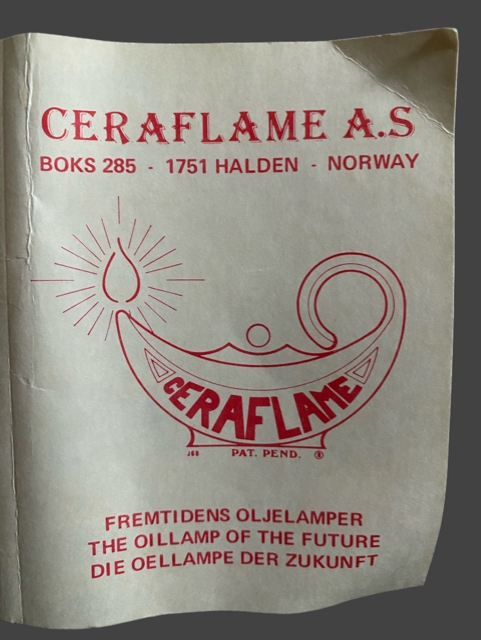 CERAFLAME A.S
BOKS 285 - 1751 HALDEN - NORWAY
CERAFLAME
JGB PAT. PEND. ®
FREMTIDENS OLJELAMPER
THE OILLAMP OF THE FUTURE
DIE OELLAMPE DER ZUKUNFT